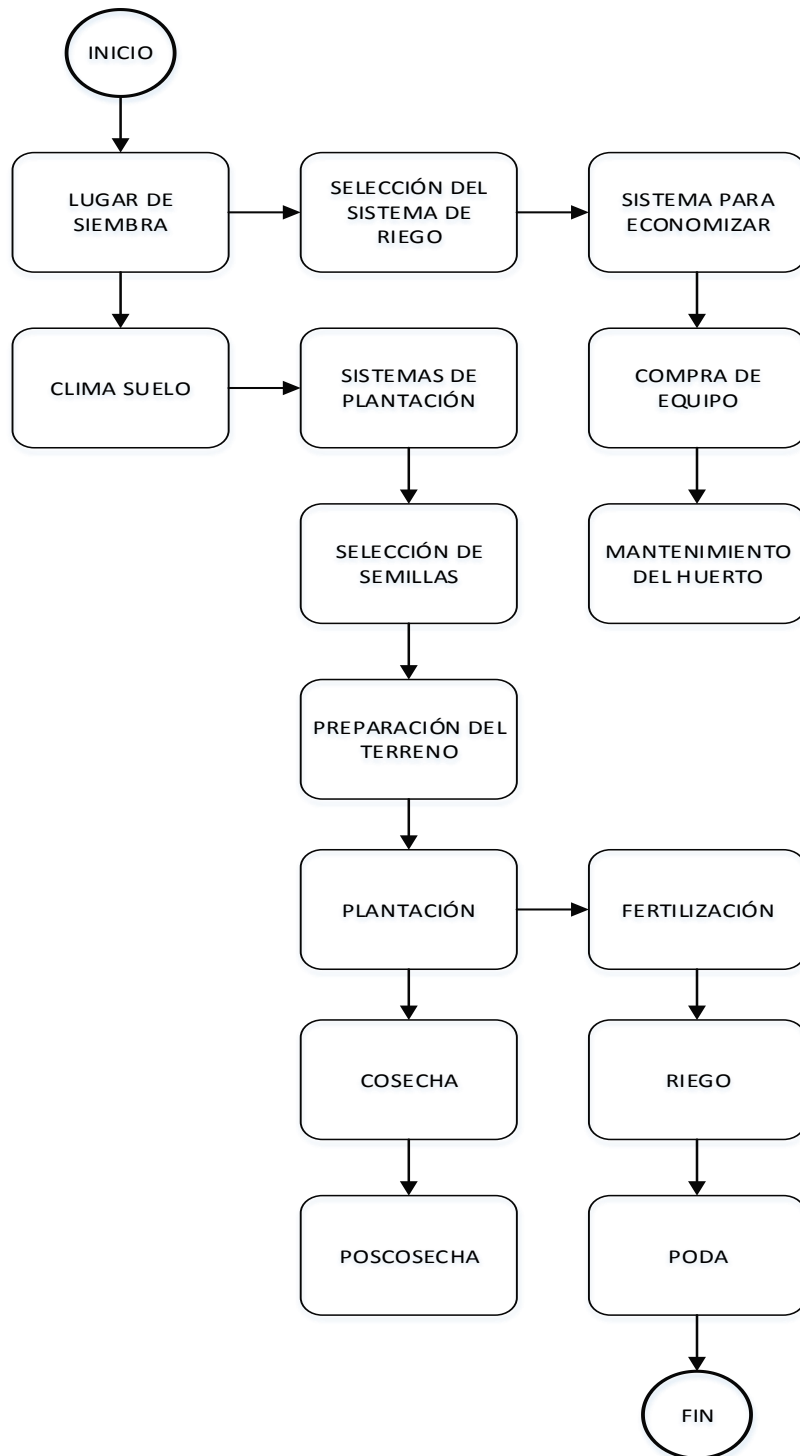 INICIO
LUGAR DE
SIEMBRA
SELECCIÓN DEL
SISTEMA DE
RIEGO
SISTEMA PARA
ECONOMIZAR
CLIMA SUELO
SISTEMAS DE
PLANTACIÓN
COMPRA DE
EQUIPO
SELECCIÓN DE
SEMILLAS
MANTENIMIENTO
DEL HUERTO
PREPARACIÓN DEL
TERRENO
PLANTACIÓN
FERTILIZACIÓN
COSECHA
RIEGO
POSCOSECHA
PODA
FIN